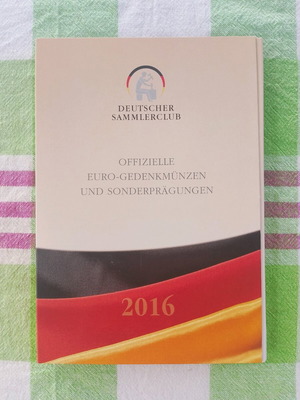 DEUTSCHER
SAMMLERCLUB
OFFIZIELLE
EURO-GEDENKMÜNZEN
UND SONDERPRÄGUNGEN
2016